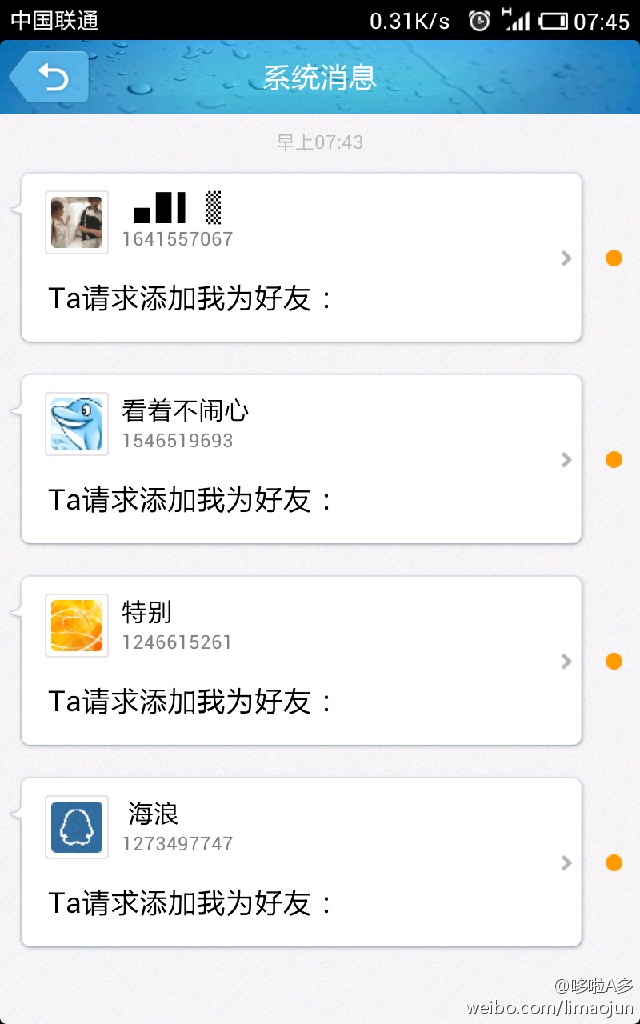 中国联通 0.31K/s H 07:45
系统消息
早上07:43
1641557067
Ta请求添加我为好友：
看着不闹心
1546519693
Ta请求添加我为好友：
特别
1246615261
Ta请求添加我为好友：
海浪
1273497747
Ta请求添加我为好友：
@哆啦A多
weibo.com/limaojun